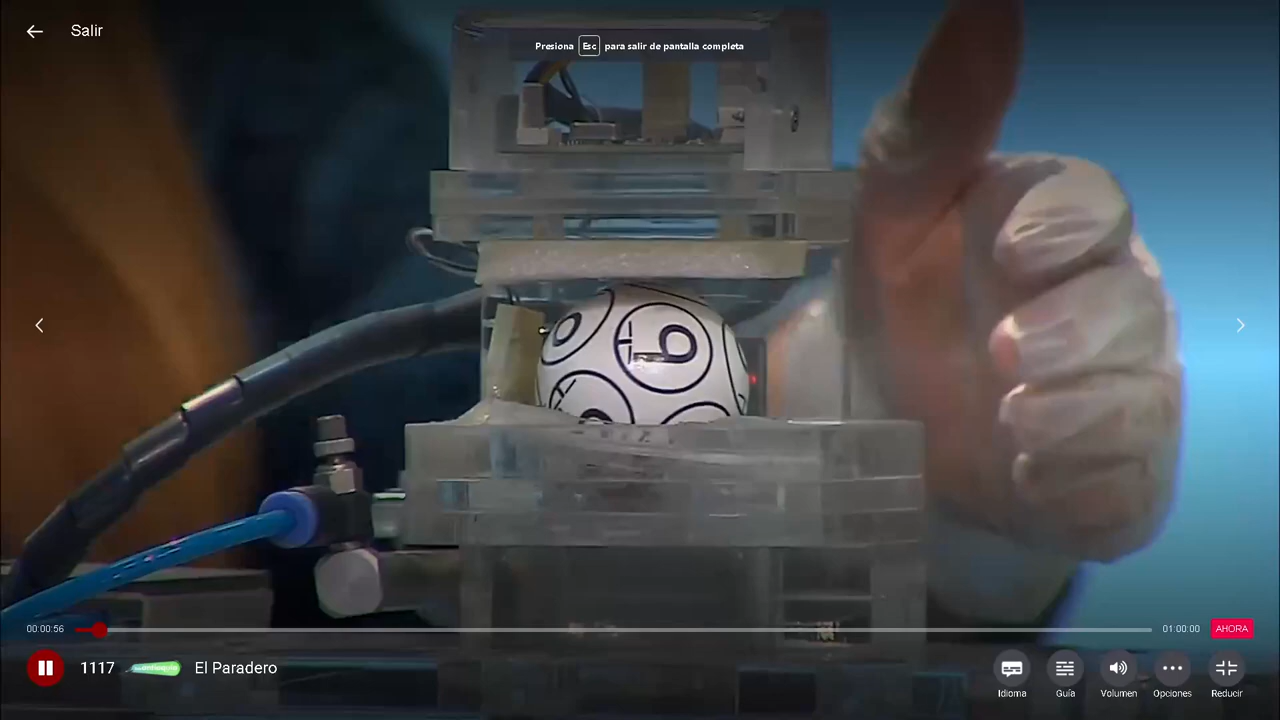 Salir
Presiona Esc para salir de pantalla completa
00:00:56
01:00:00
AHORA
1117
El Paradero
Idioma
Guía
Volumen
Opciones
Reducir